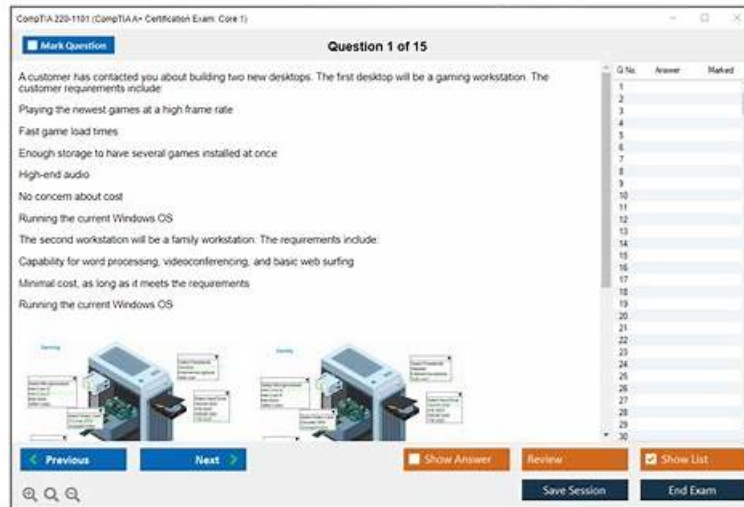 CompTIA 220-1101 (CompTIA A+ Certification Exam: Core 1)
Mark Question
Question 1 of 15
A customer has contacted you about building two new desktops. The first desktop will be a gaming workstation. The
customer requirements include:
Playing the newest games at a high frame rate
Fast game load times
Enough storage to have several games installed at once
High-end audio
No concern about cost
Running the current Windows OS
The second workstation will be a family workstation. The requirements include:
Capability for word processing, videoconferencing, and basic web surfing
Minimal cost, as long as it meets the requirements
Running the current Windows OS
Q No. Answer Marked
1
2
3
4
5
6
7
8
9
10
11
12
13
14
15
16
17
18
19
20
21
22
23
24
25
26
27
28
29
30
Gaming
Family
Previous
Next
Show Answer
Review
Show List
Save Session
End Exam